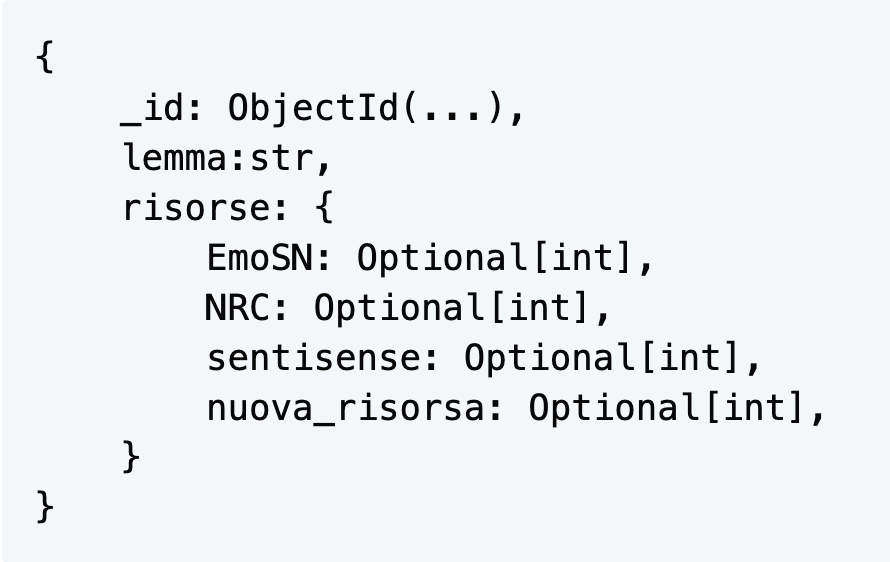 {
    _id: ObjectId(...),
    lemma:str,
    risorse: {
        EmoSN: Optional[int],
        NRC: Optional[int],
        sentisense: Optional[int],
        nuova_risorsa: Optional[int],
    }
}